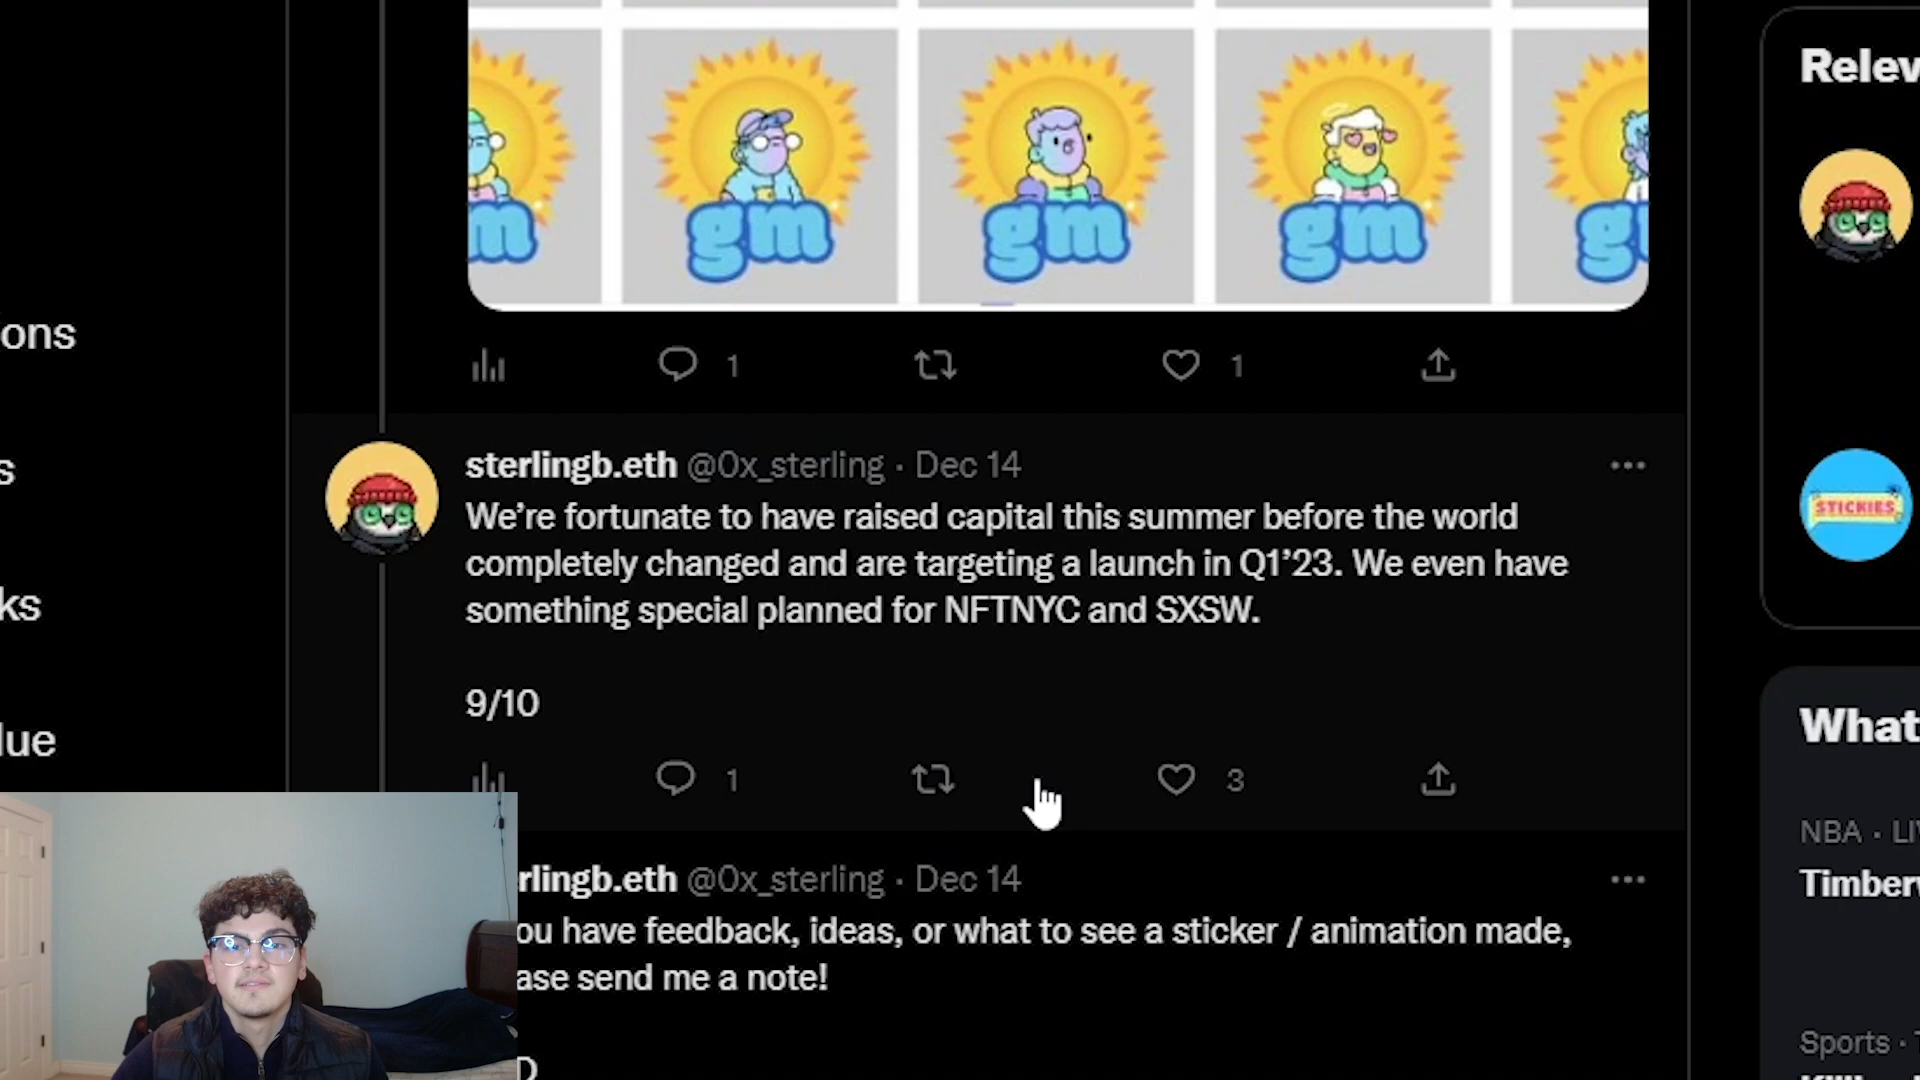 gm
gm
gm
1
1
ons
s
ks
lue
sterlingb.eth @0x_sterling · Dec 14
We're fortunate to have raised capital this summer before the world
completely changed and are targeting a launch in Q1'23. We even have
something special planned for NFTNYC and SXSW.
9/10
1
3
rlingb.eth @0x_sterling · Dec 14
ou have feedback, ideas, or what to see a sticker / animation made,
ase send me a note!
Relev
STICKIES
What
NBA · LI
Timber
Sports ·